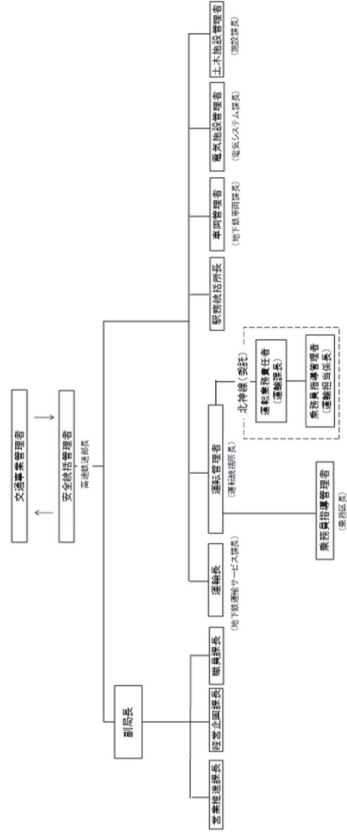 交通事業管理者
安全統括管理者
高速鉄道部長
副局長
営業推進課長
経営企画課長
職員課長
運輸長
(地下鉄運輸サービス課長)
運転管理者
(運転統括所長)
駅務統括所長
車両管理者
(地下鉄車両課長)
電気施設管理者
(電気システム課長)
土木施設管理者
(施設課長)
乗務員指導管理者
(乗務区長)
北神線(委託)
運転業務責任者
(運輸課長)
乗務員指導管理者
(運輸担当係長)